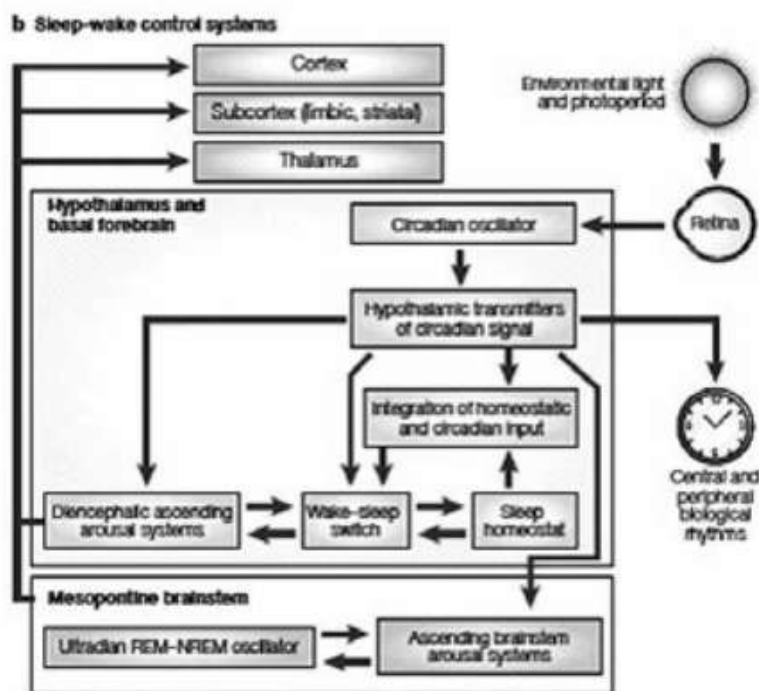 b Sleep-wake control systems
Cortex
Subcortex (limbic, striatal)
Thalamus
Environmental light
and photoperiod
Retina
Hypothalamus and
basal forebrain
Circadian oscillator
Hypothalamic transmitters
of circadian signal
Integration of homeostatic
and circadian input
Diencephalic ascending
arousal systems
Wake-sleep
switch
Sleep
homeostat
Central and
peripheral
biological
rhythms
Mesopontine brainstem
Ultradian REM-NREM oscillator
Ascending brainstem
arousal systems